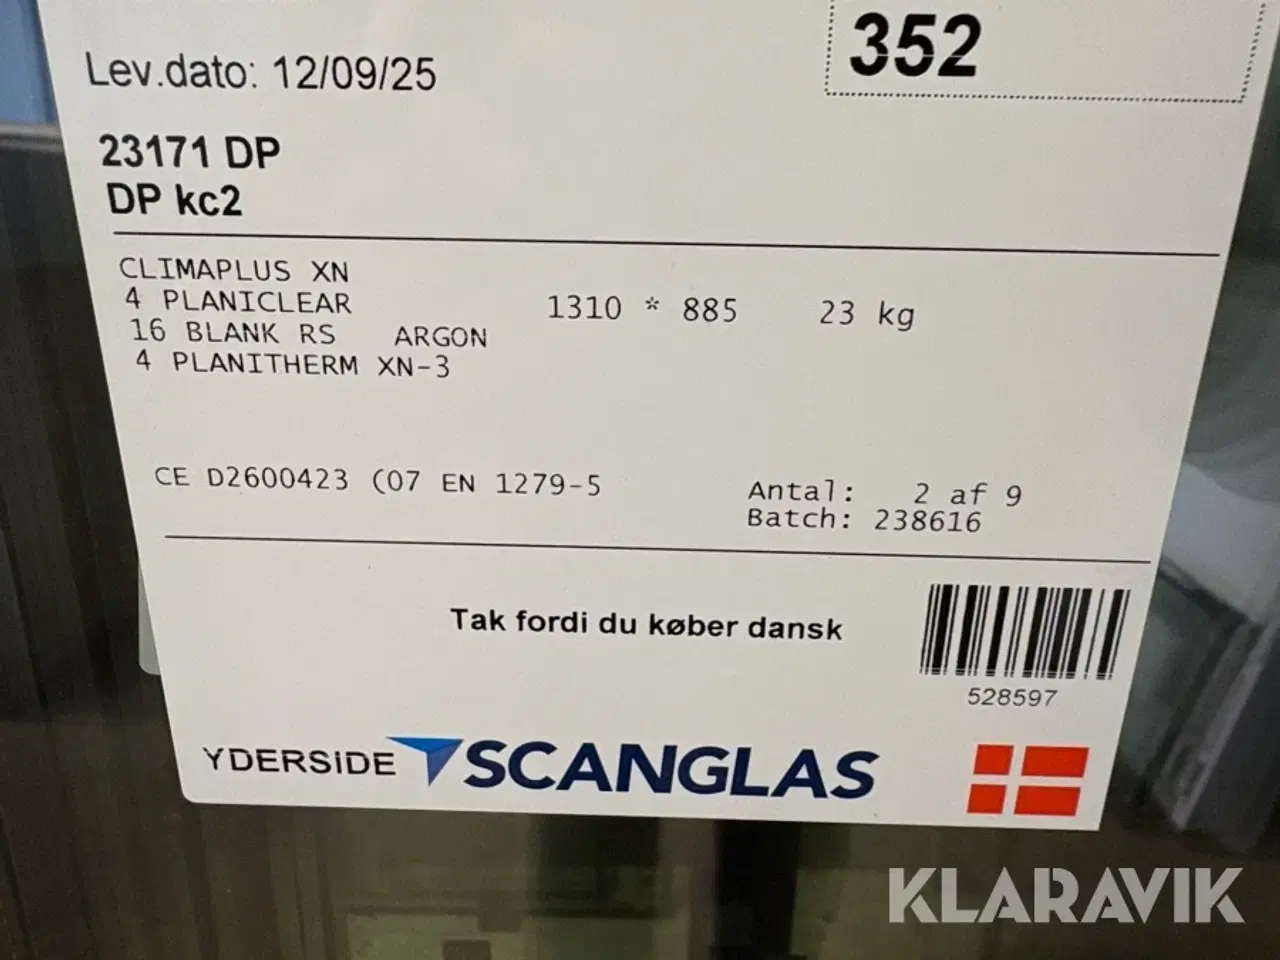 352
Lev.dato: 12/09/25
23171 DP
DP kc2
CLIMAPLUS XN
4 PLANICLEAR 1310 * 885 23 kg
16 BLANK RS ARGON
4 PLANITHERM XN-3
CE D2600423 (07 EN 1279-5
Antal: 2 af 9
Batch: 238616
Tak fordi du køber dansk
528597
YDERSiDE SCANGLAS
KLARAVIK